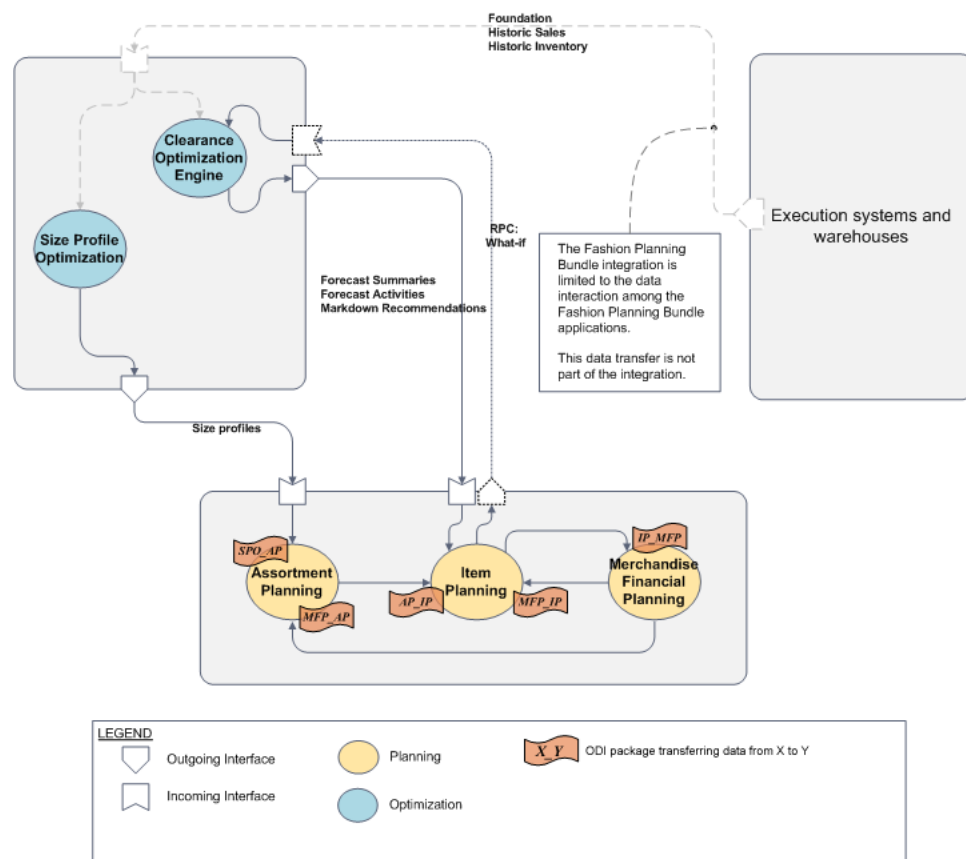 Foundation
Historic Sales
Historic Inventory
Clearance
Optimization
Engine
Size Profile
Optimization
Execution systems and
warehouses
RPC:
What-if
The Fashion Planning
Bundle integration is
limited to the data
interaction among the
Fashion Planning Bundle
applications.
This data transfer is not
part of the integration.
Forecast Summaries
Forecast Activities
Markdown Recommendations
Size profiles
SPO_AP
Assortment
Planning
MFP_AP
Item
Planning
AP_IP
MFP_IP
IP_MFP
Merchandise
Financial
Planning
LEGEND
Outgoing Interface
Incoming Interface
Planning
Optimization
X_Y
ODI package transferring data from X to Y